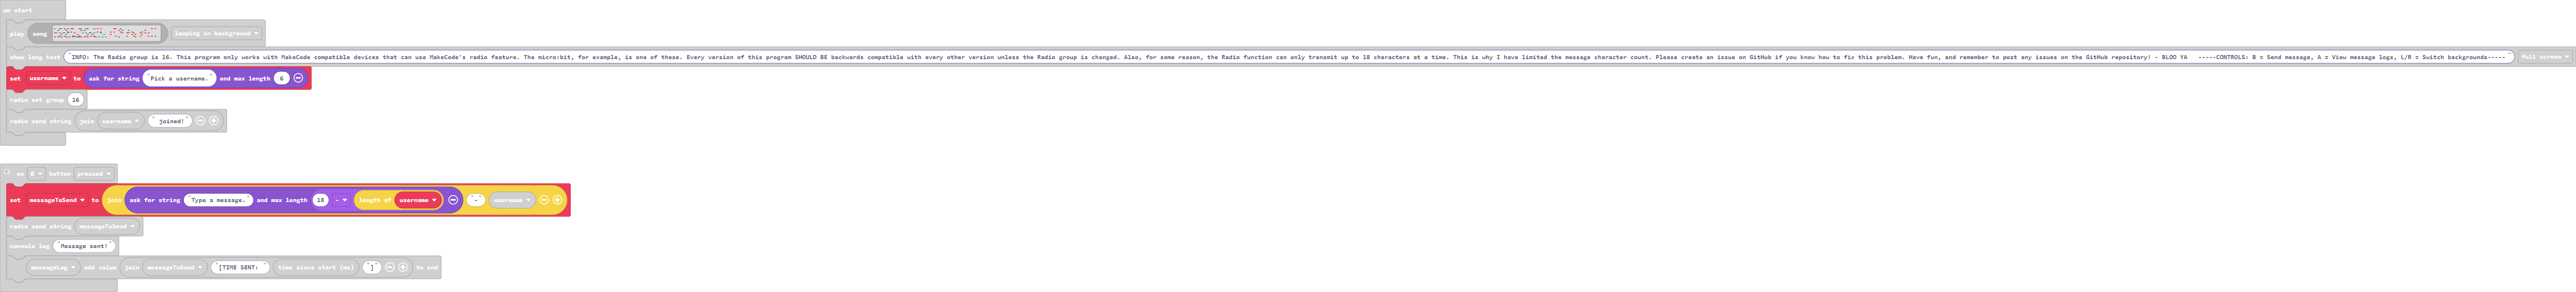 on start
play song looping in background
show long text "INFO: The Radio group is 16. This program only works with MakeCode compatible devices that can use MakeCode's radio feature. The micro:bit, for example, is one of these. Every version of this program SHOULD BE backwards compatible with every other version unless the Radio group is changed. Also, for some reason, the Radio function can only transmit up to 18 characters at a time. This is why I have limited the message character count. Please create an issue on GitHub if you know how to fix this problem. Have fun, and remember to post any issues on the GitHub repository! - BLOO YA -----CONTROLS: B = Send message, A = View message logs, L/R = Switch backgrounds-----" full screen
set username to ask for string "Pick a username." and max length 6
radio set group 16
radio send string join username " joined!"
on B button pressed
set messageToSend to join ask for string "Type a message." and max length 18 - length of username "-" username
radio send string messageToSend
console log "Message sent!"
messageLog add value join messageToSend "[TIME SENT: " time since start (ms) "]" to end